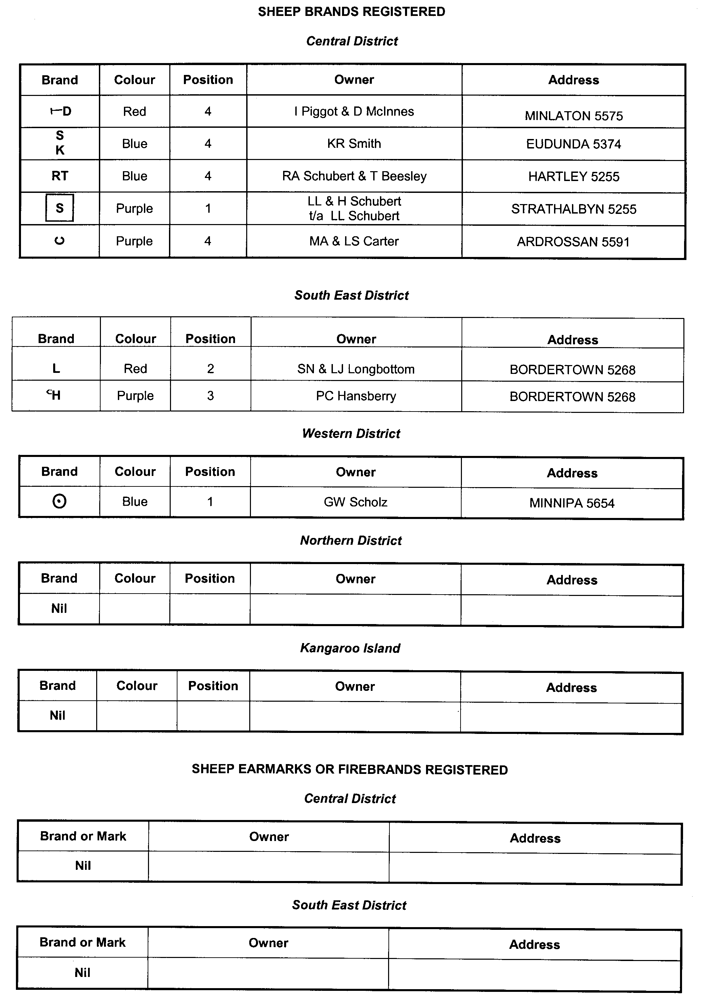 SHEEP BRANDS REGISTERED
Central District
Brand Colour Position Owner Address
D Red 4 I Piggot & D McInnes MINLATON 5575
S
K Blue 4 KR Smith EUDUNDA 5374
RT Blue 4 RA Schubert & T Beesley HARTLEY 5255
S Purple 1 LL & H Schubert
t/a LL Schubert STRATHALBYN 5255
C Purple 4 MA & LS Carter ARDROSSAN 5591
South East District
Brand Colour Position Owner Address
L Red 2 SN & LJ Longbottom BORDERTOWN 5268
CH Purple 3 PC Hansberry BORDERTOWN 5268
Western District
Brand Colour Position Owner Address
⊙ Blue 1 GW Scholz MINNIPA 5654
Northern District
Brand Colour Position Owner Address
Nil
Kangaroo Island
Brand Colour Position Owner Address
Nil
SHEEP EARMARKS OR FIREBRANDS REGISTERED
Central District
Brand or Mark Owner Address
Nil
South East District
Brand or Mark Owner Address
Nil